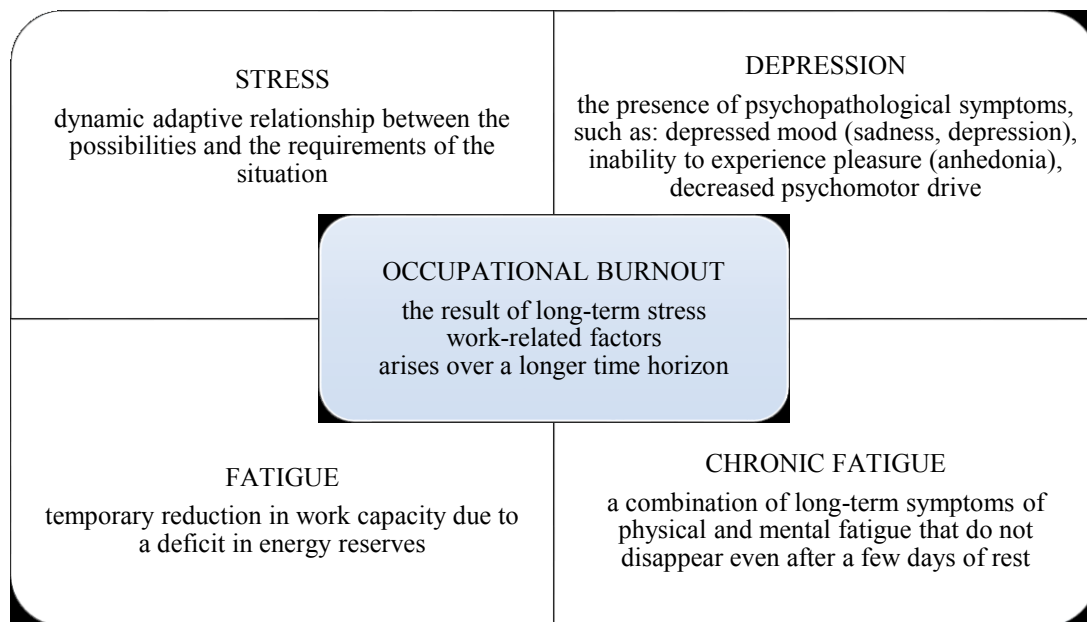 STRESS
dynamic adaptive relationship between the
possibilities and the requirements of the
situation
DEPRESSION
the presence of psychopathological symptoms,
such as: depressed mood (sadness, depression),
inability to experience pleasure (anhedonia),
decreased psychomotor drive
OCCUPATIONAL BURNOUT
the result of long-term stress
work-related factors
arises over a longer time horizon
FATIGUE
temporary reduction in work capacity due to
a deficit in energy reserves
CHRONIC FATIGUE
a combination of long-term symptoms of
physical and mental fatigue that do not
disappear even after a few days of rest